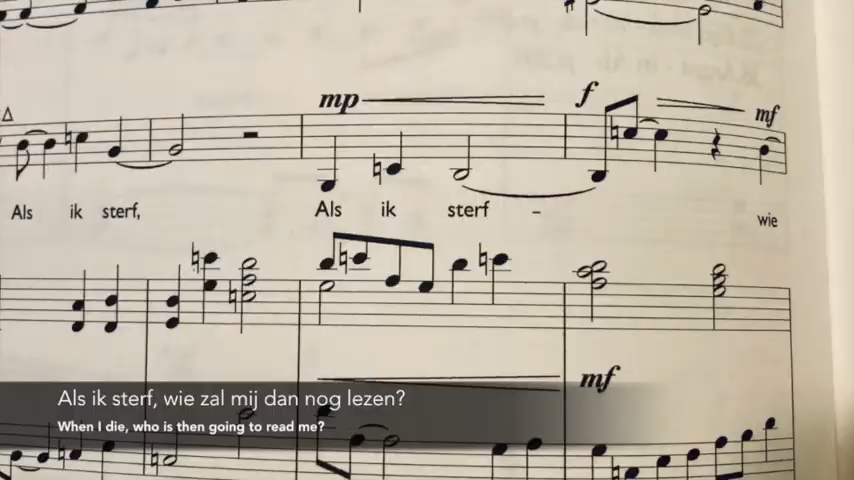 mp f mf
Als ik sterf, Als ik sterf - wie
mf
Als ik sterf, wie zal mij dan nog lezen?
When I die, who is then going to read me?